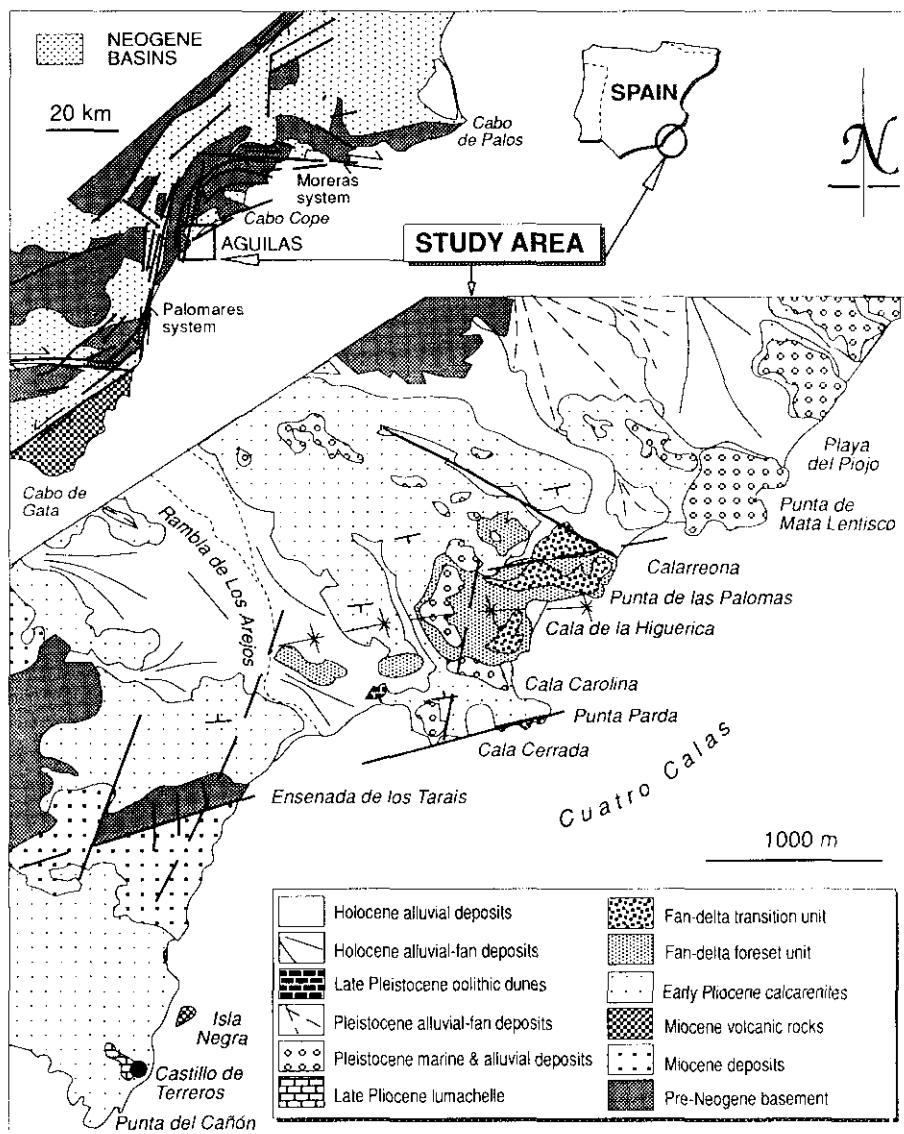 NEOGENE
BASINS
20 km
SPAIN
N
Cabo
de Palos
Moreras
system
Cabo Cope
AGUILAS
STUDY AREA
Palomares
system
Cabo de
Gata
Rambla de Los Arejos
Playa
del Piojo
Punta de
Mata Lentisco
Calarreona
Punta de las Palomas
Cala de la Higuerica
Cala Carolina
Punta Parda
Cala Cerrada
Cuatro Calas
Ensenada de los Tarais
1000 m
Isla
Negra
Castillo de
Terreros
Punta del Cañón
Holocene alluvial deposits
Holocene alluvial-fan deposits
Late Pleistocene oolithic dunes
Pleistocene alluvial-fan deposits
Pleistocene marine & alluvial deposits
Late Pliocene lumachelle
Fan-delta transition unit
Fan-delta foreset unit
Early Pliocene calcarenites
Miocene volcanic rocks
Miocene deposits
Pre-Neogene basement